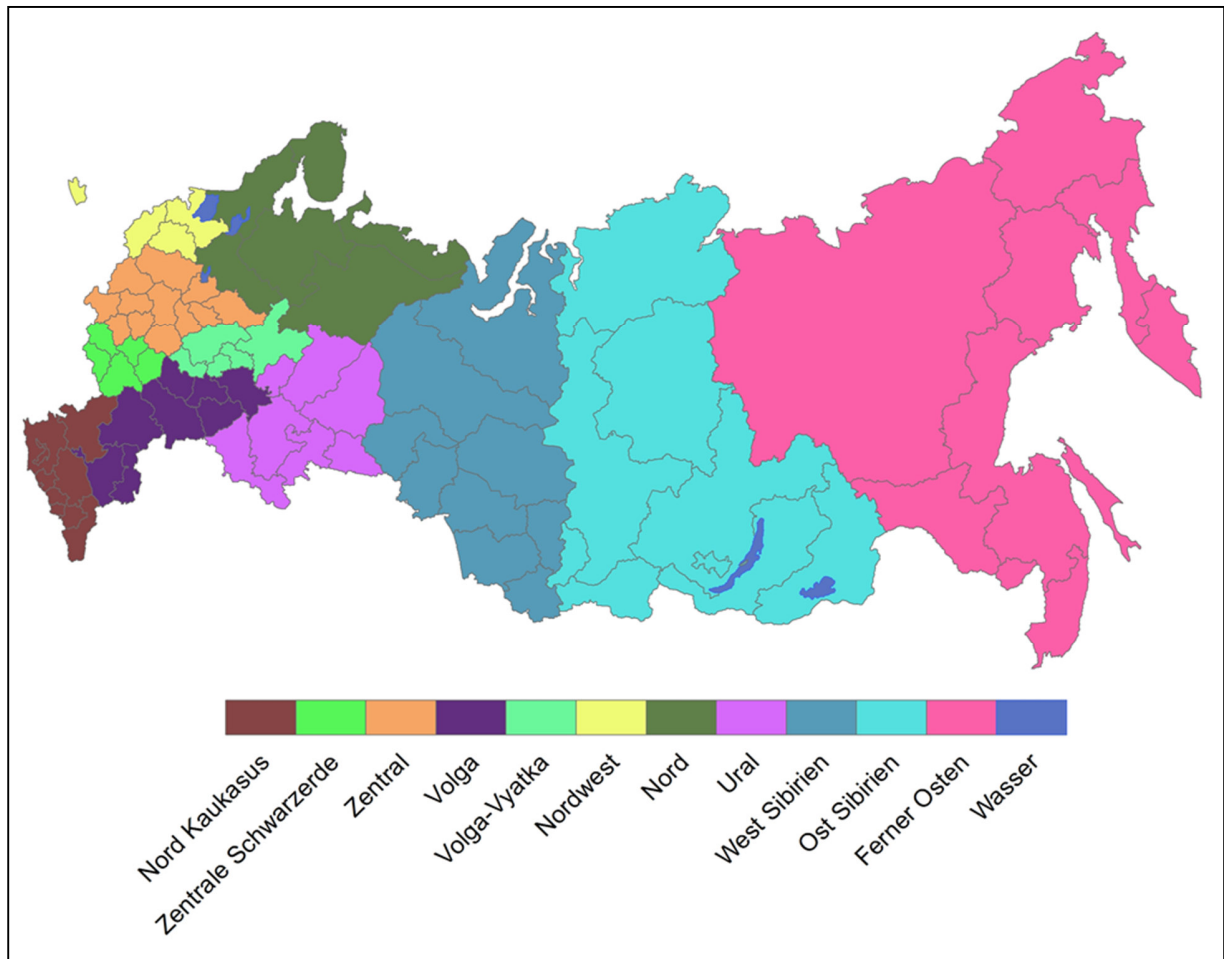 Nord Kaukasus
Zentrale Schwarzerde
Zentral
Volga
Volga-Vyatka
Nordwest
Nord
Ural
West Sibirien
Ost Sibirien
Ferner Osten
Wasser